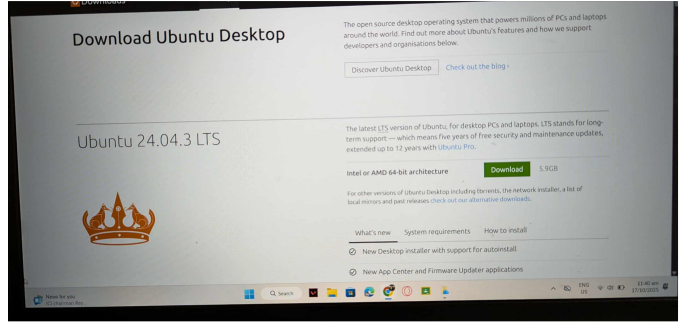 Downloads
Download Ubuntu Desktop
The open source desktop operating system that powers millions of PCs and laptops
around the world. Find out more about Ubuntu's features and how we support
developers and organisations below.
Discover Ubuntu Desktop
Check out the blog ›
Ubuntu 24.04.3 LTS
The latest LTS version of Ubuntu, for desktop PCs and laptops. LTS stands for long-
term support — which means five years of free security and maintenance updates,
extended up to 12 years with Ubuntu Pro.
Intel or AMD 64-bit architecture
Download
5.9GB
For other versions of Ubuntu Desktop including torrents, the network installer, a list of
local mirrors and past releases check out our alternative downloads.
What's new
System requirements
How to install
New Desktop installer with support for autoinstall
New App Center and Firmware Updater applications
News for you
Search
ENG
US
11:46 am
17/10/2025